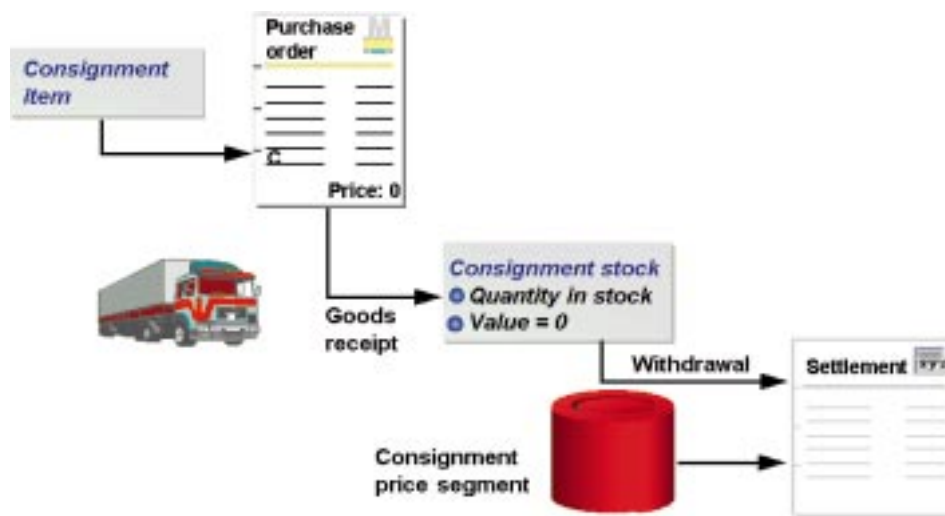 Purchase
order
Consignment
Item
C
Price: 0
Consignment stock
Quantity in stock
Value = 0
Goods
receipt
Withdrawal
Settlement
Consignment
price segment